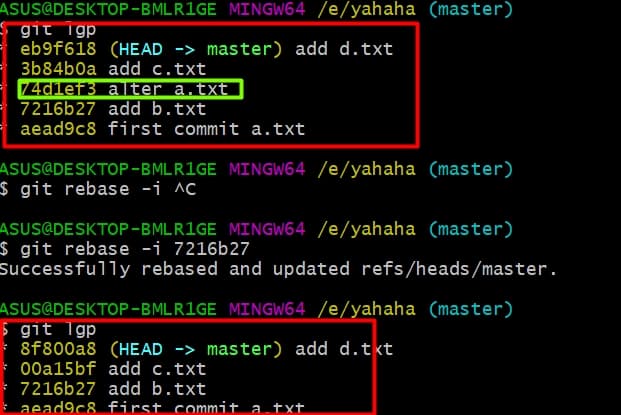 ASUS@DESKTOP-BMLR1GE MINGW64 /e/yahaha (master)
$ git lgp
* eb9f618 (HEAD -> master) add d.txt
* 3b84b0a add c.txt
* 74d1ef3 alter a.txt
* 7216b27 add b.txt
* aead9c8 first commit a.txt
ASUS@DESKTOP-BMLR1GE MINGW64 /e/yahaha (master)
$ git rebase -i ^C
ASUS@DESKTOP-BMLR1GE MINGW64 /e/yahaha (master)
$ git rebase -i 7216b27
Successfully rebased and updated refs/heads/master.
ASUS@DESKTOP-BMLR1GE MINGW64 /e/yahaha (master)
$ git lgp
* 8f800a8 (HEAD -> master) add d.txt
* 00a15bf add c.txt
* 7216b27 add b.txt
* aead9c8 first commit a.txt